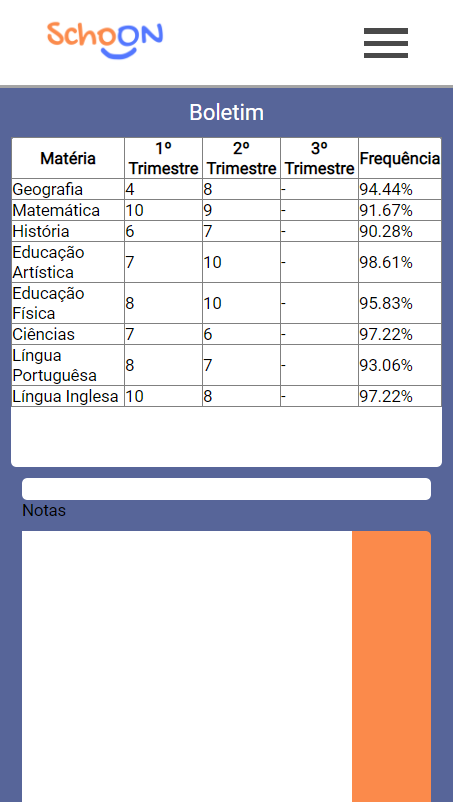 SchoON
Boletim
Matéria 1º Trimestre 2º Trimestre 3º Trimestre Frequência
Geografia 4 8 - 94.44%
Matemática 10 9 - 91.67%
História 6 7 - 90.28%
Educação Artística 7 10 - 98.61%
Educação Física 8 10 - 95.83%
Ciências 7 6 - 97.22%
Língua Portuguêsa 8 7 - 93.06%
Língua Inglesa 10 8 - 97.22%
Notas